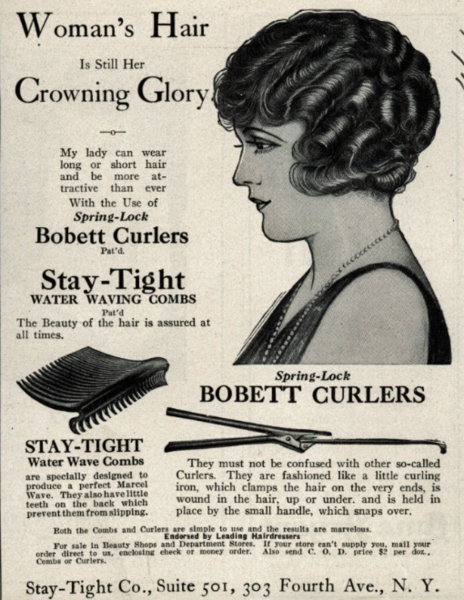 Woman's Hair
Is Still Her
Crowning Glory
My lady can wear
long or short hair
and be more at-
tractive than ever
With the Use of
Spring-Lock
Bobett Curlers
Pat'd.
Stay-Tight
WATER WAVING COMBS
Pat'd
The Beauty of the hair is assured at
all times.
Spring-Lock
BOBETT CURLERS
STAY-TIGHT
Water Wave Combs
are specially designed to
produce a perfect Marcel
Wave. They also have little
teeth on the back which
prevent them from slipping.
They must not be confused with other so-called
Curlers. They are fashioned like a little curling
iron, which clamps the hair on the very ends, is
wound in the hair, up or under. and is held in
place by the small handle, which snaps over.
Both the Combs and Curlers are simple to use and the results are marvelous.
Endorsed by Leading Hairdressers
For sale in Beauty Shops and Department Stores. If your store can't supply you, mail your
order direct to us, enclosing check or money order. Also send C. O. D. price $2 per doz.,
Combs or Curlers.
Stay-Tight Co., Suite 501, 303 Fourth Ave., N. Y.